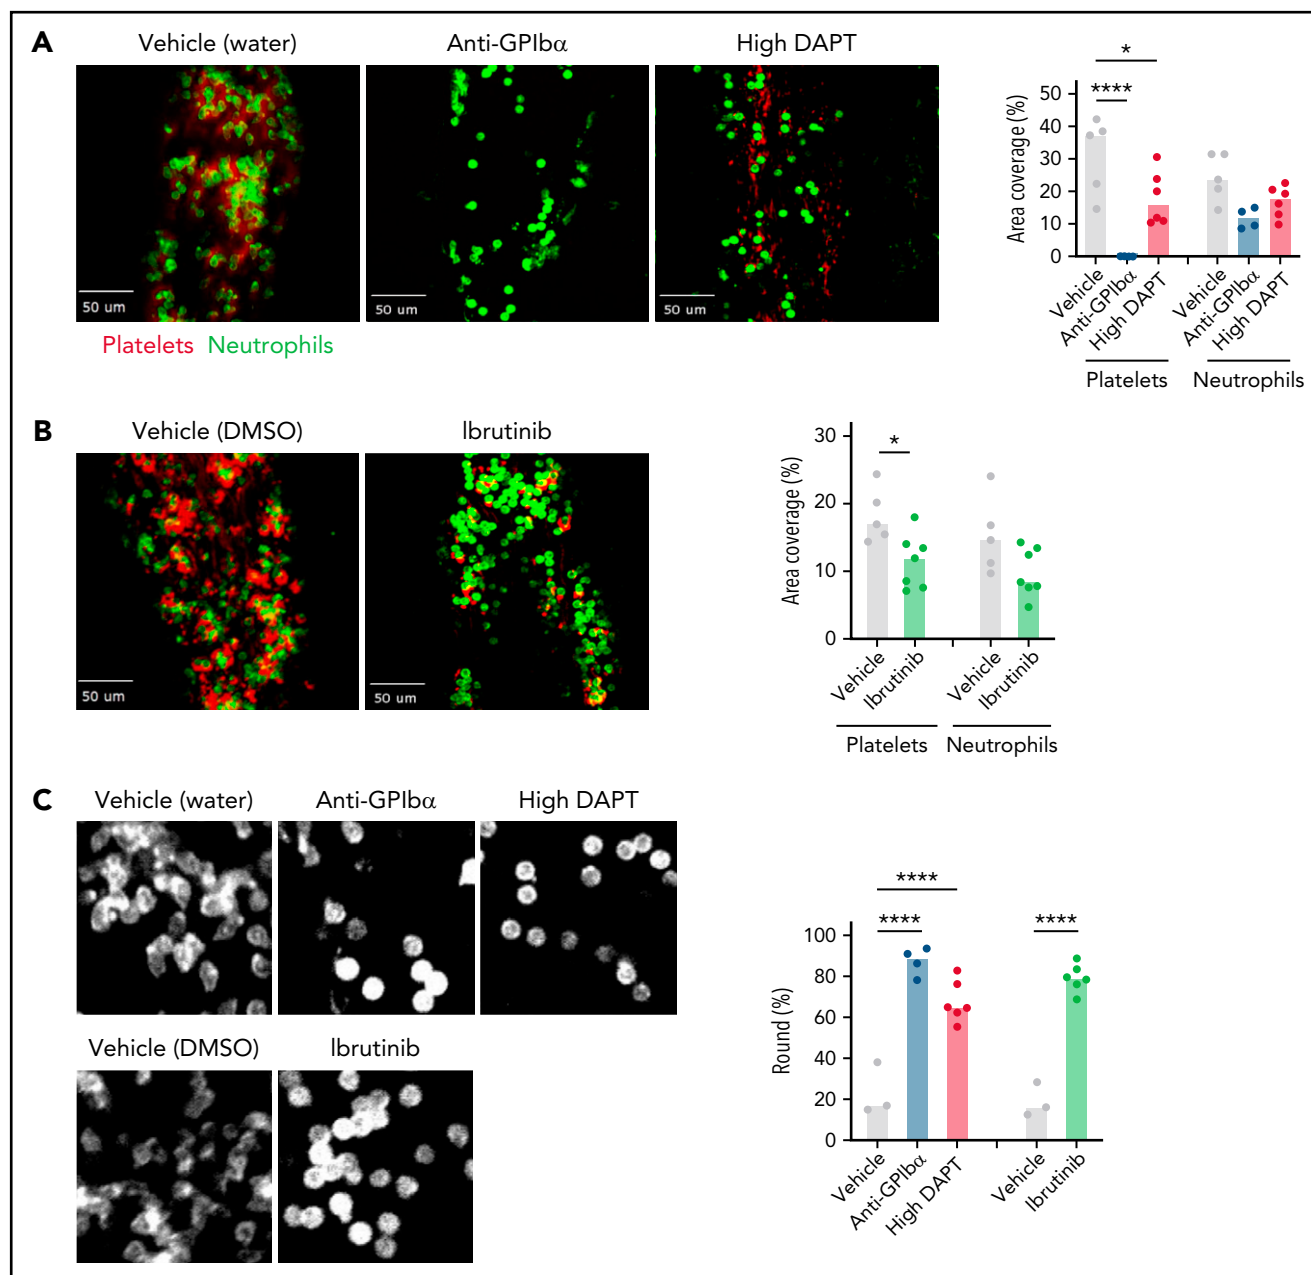 A
Vehicle (water)
Anti-GPIbα
High DAPT
50 um
50 um
50 um
Platelets Neutrophils
*
****
Area coverage (%)
50
40
30
20
10
0
Vehicle
Anti-GPIbα
High DAPT
Vehicle
Anti-GPIbα
High DAPT
Platelets
Neutrophils
B
Vehicle (DMSO)
Ibrutinib
50 um
50 um
*
Area coverage (%)
30
20
10
0
Vehicle
Ibrutinib
Vehicle
Ibrutinib
Platelets
Neutrophils
C
Vehicle (water)
Anti-GPIbα
High DAPT
Vehicle (DMSO)
Ibrutinib
****
****
****
Round (%)
100
80
60
40
20
0
Vehicle
Anti-GPIbα
High DAPT
Vehicle
Ibrutinib